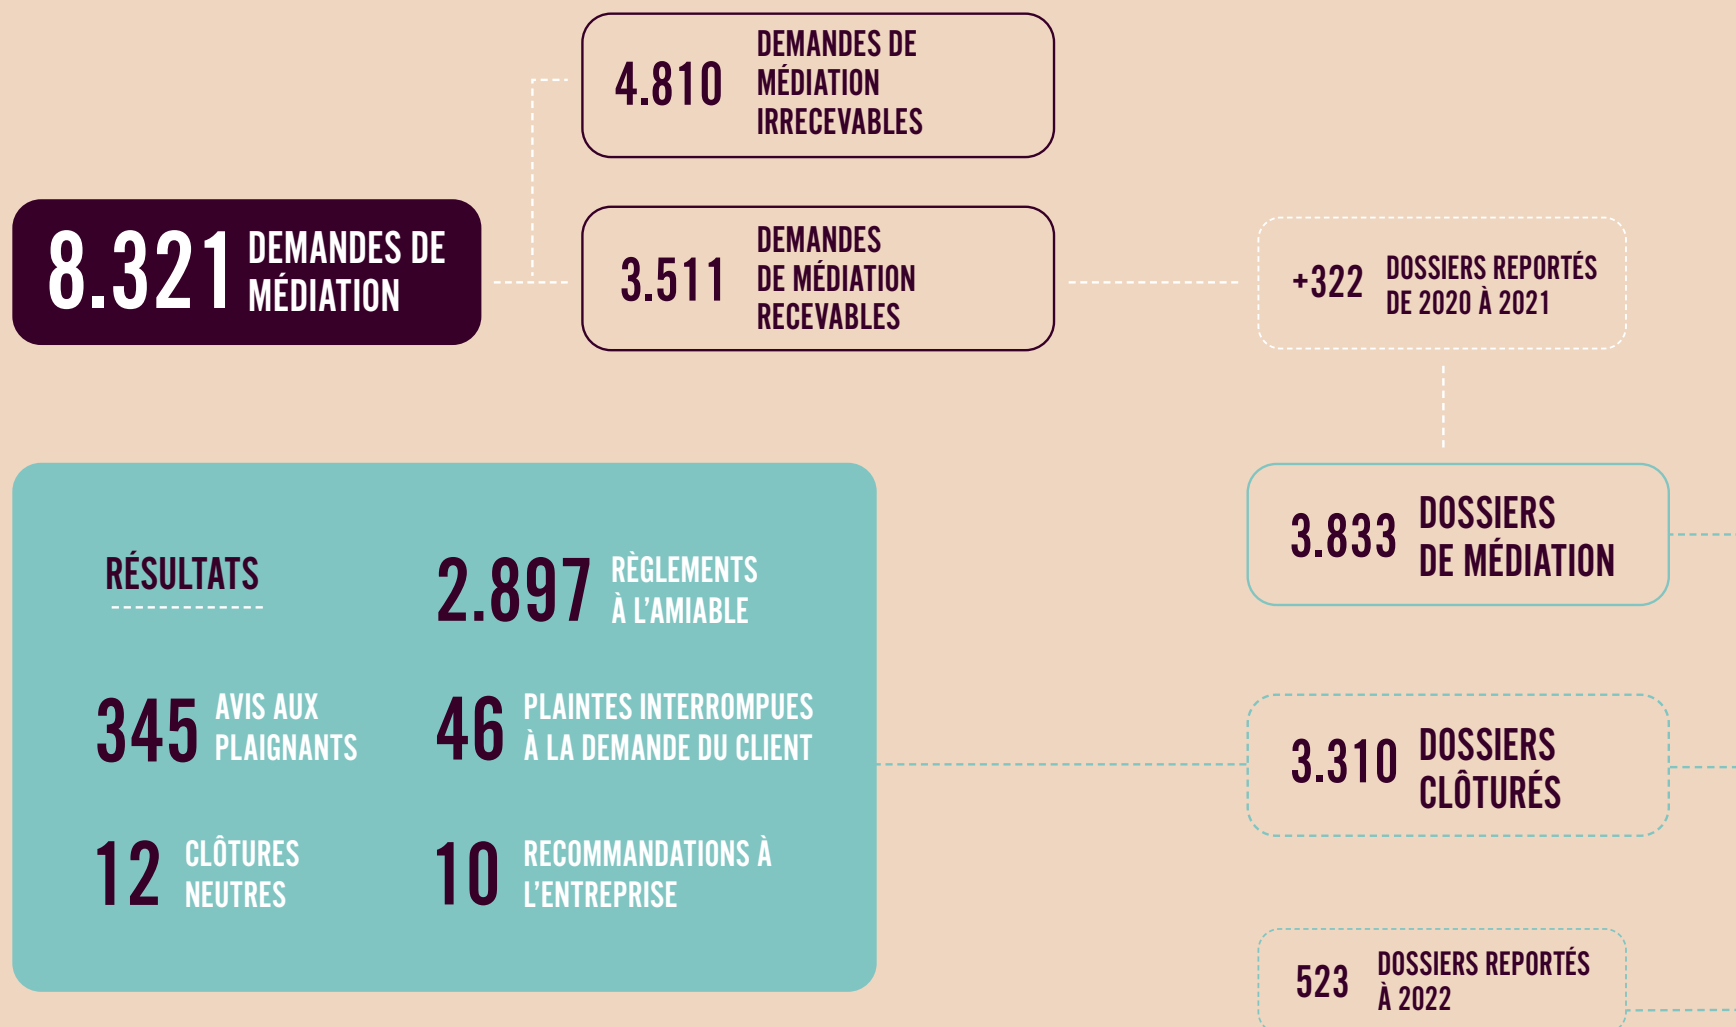 4.810
DEMANDES DE
MÉDIATION
IRRECEVABLES
8.321
DEMANDES DE
MÉDIATION
3.511
DEMANDES
DE MÉDIATION
RECEVABLES
+322
DOSSIERS REPORTÉS
DE 2020 À 2021
3.833
DOSSIERS
DE MÉDIATION
RÉSULTATS
2.897
RÈGLEMENTS
À L'AMIABLE
345
AVIS AUX
PLAIGNANTS
46
PLAINTES INTERROMPUES
À LA DEMANDE DU CLIENT
12
CLÔTURES
NEUTRES
10
RECOMMANDATIONS À
L'ENTREPRISE
3.310
DOSSIERS
CLÔTURÉS
523
DOSSIERS REPORTÉS
À 2022